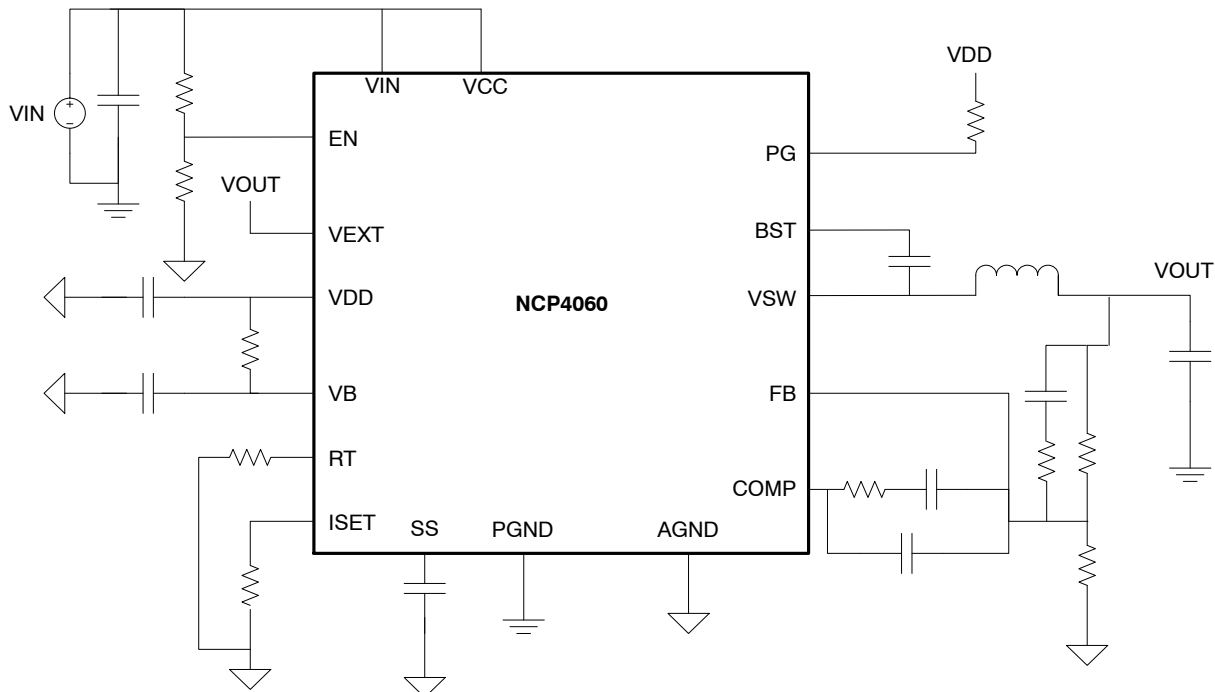 VDD
VIN
VIN
VCC
EN
PG
VOUT
VEXT
BST
VOUT
VDD
NCP4060
VSW
VB
FB
RT
COMP
ISET
SS
PGND
AGND